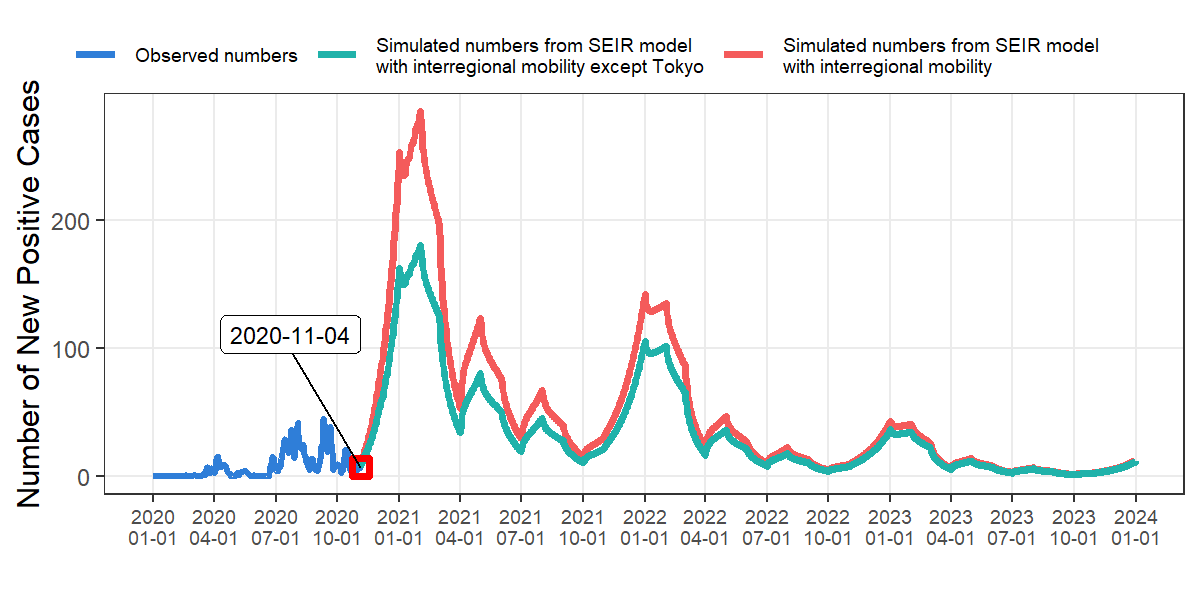 Observed numbers
Simulated numbers from SEIR model
with interregional mobility except Tokyo
Simulated numbers from SEIR model
with interregional mobility
Number of New Positive Cases
200
100
0
2020-11-04
2020 2020 2020 2020 2021 2021 2021 2021 2022 2022 2022 2022 2023 2023 2023 2023 2024
01-01 04-01 07-01 10-01 01-01 04-01 07-01 10-01 01-01 04-01 07-01 10-01 01-01 04-01 07-01 10-01 01-01